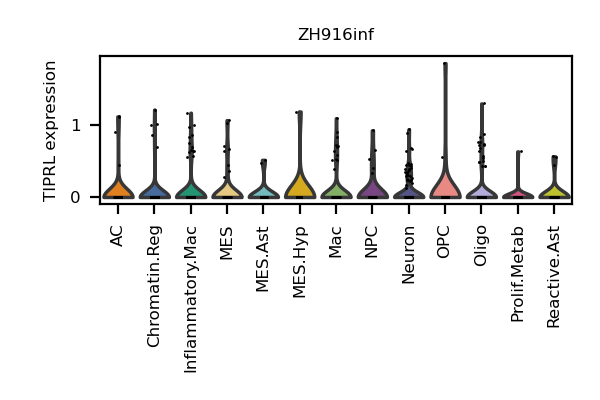 ZH916inf
TIPRL expression
1
0
AC
Chromatin.Reg
Inflammatory.Mac
MES
MES.Ast
MES.Hyp
Mac
NPC
Neuron
OPC
Oligo
Prolif.Metab
Reactive.Ast